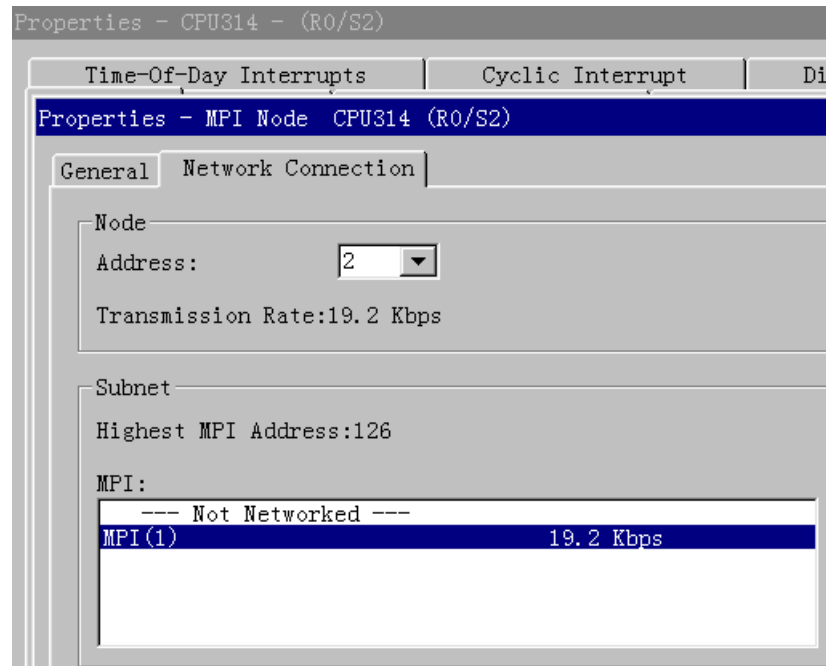 Properties - CPU314 - (R0/S2)
Time-Of-Day Interrupts Cyclic Interrupt Di
Properties - MPI Node CPU314 (R0/S2)
General Network Connection
Node
Address: 2
Transmission Rate:19.2 Kbps
Subnet
Highest MPI Address:126
MPI:
--- Not Networked ---
MPI(1) 19.2 Kbps